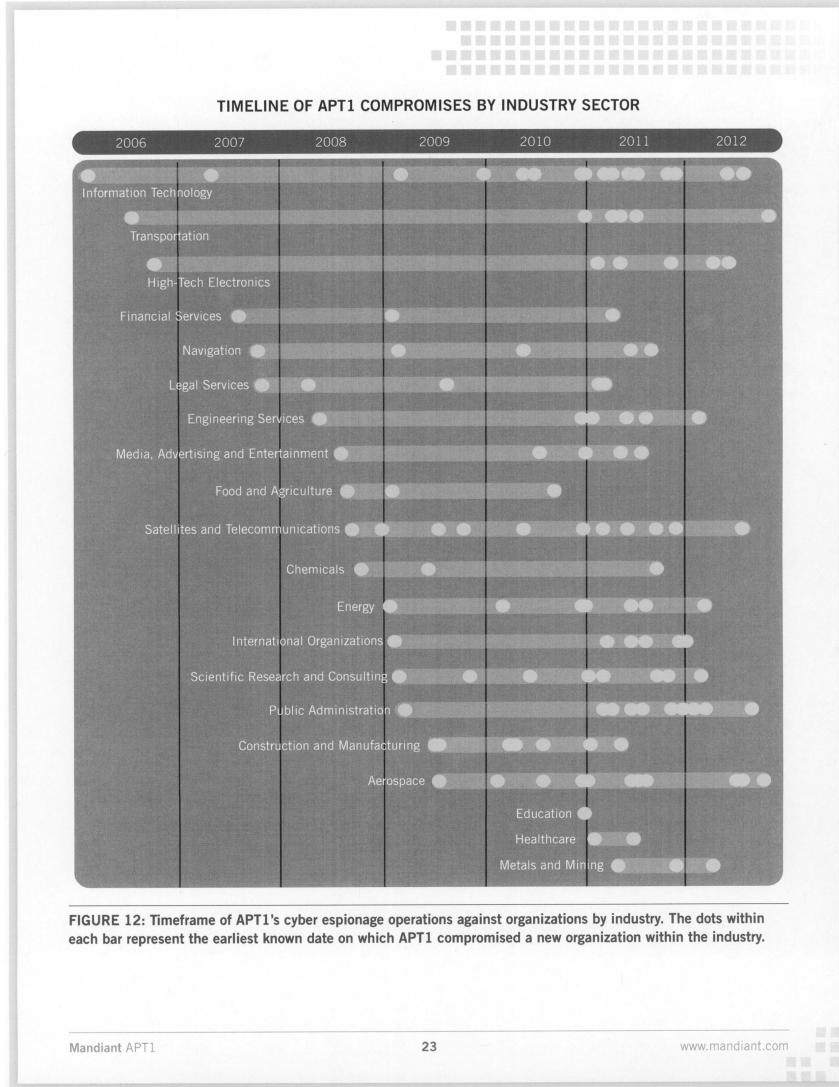 TIMELINE OF APT1 COMPROMISES BY INDUSTRY SECTOR
2006 2007 2008 2009 2010 2011 2012
Information Technology
Transportation
High-Tech Electronics
Financial Services
Navigation
Legal Services
Engineering Services
Media, Advertising and Entertainment
Food and Agriculture
Satellites and Telecommunications
Chemicals
Energy
International Organizations
Scientific Research and Consulting
Public Administration
Construction and Manufacturing
Aerospace
Education
Healthcare
Metals and Mining
FIGURE 12: Timeframe of APT1's cyber espionage operations against organizations by industry. The dots within
each bar represent the earliest known date on which APT1 compromised a new organization within the industry.
Mandiant APT1 23 www.mandiant.com